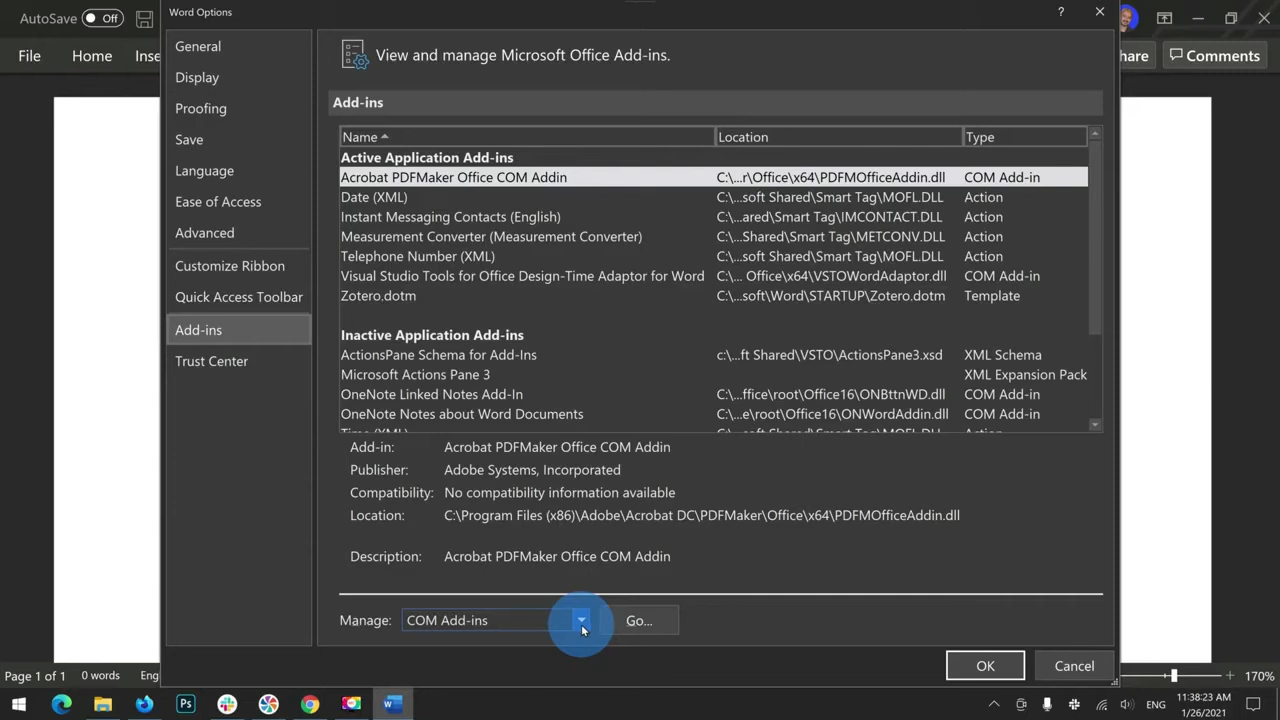 AutoSave Off
Word Options
?
File
Home
Inse
hare
Comments
General
Display
Proofing
Save
Language
Ease of Access
Advanced
Customize Ribbon
Quick Access Toolbar
Add-ins
Trust Center
View and manage Microsoft Office Add-ins.
Add-ins
Name Location Type
Active Application Add-ins
Acrobat PDFMaker Office COM Addin C:\...r\Office\x64\PDFMOfficeAddin.dll COM Add-in
Date (XML) C:\...soft Shared\Smart Tag\MOFL.DLL Action
Instant Messaging Contacts (English) C:\...ared\Smart Tag\IMCONTACT.DLL Action
Measurement Converter (Measurement Converter) C:\...Shared\Smart Tag\METCONV.DLL Action
Telephone Number (XML) C:\...soft Shared\Smart Tag\MOFL.DLL Action
Visual Studio Tools for Office Design-Time Adaptor for Word C:\... Office\x64\VSTOWordAdaptor.dll COM Add-in
Zotero.dotm C:\...soft\Word\STARTUP\Zotero.dotm Template
Inactive Application Add-ins
ActionsPane Schema for Add-Ins c:\...ft Shared\VSTO\ActionsPane3.xsd XML Schema
Microsoft Actions Pane 3 XML Expansion Pack
OneNote Linked Notes Add-In C:\...ffice\root\Office16\ONBttnWD.dll COM Add-in
OneNote Notes about Word Documents C:\...e\root\Office16\ONWordAddin.dll COM Add-in
Time (XML) C:\...soft Shared\Smart Tag\MOFL.DLL Action
Add-in: Acrobat PDFMaker Office COM Addin
Publisher: Adobe Systems, Incorporated
Compatibility: No compatibility information available
Location: C:\Program Files (x86)\Adobe\Acrobat DC\PDFMaker\Office\x64\PDFMOfficeAddin.dll
Description: Acrobat PDFMaker Office COM Addin
Manage: COM Add-ins Go...
OK Cancel
Page 1 of 1 0 words Eng
170%
Ps
W
ENG
11:38:23 AM
1/26/2021